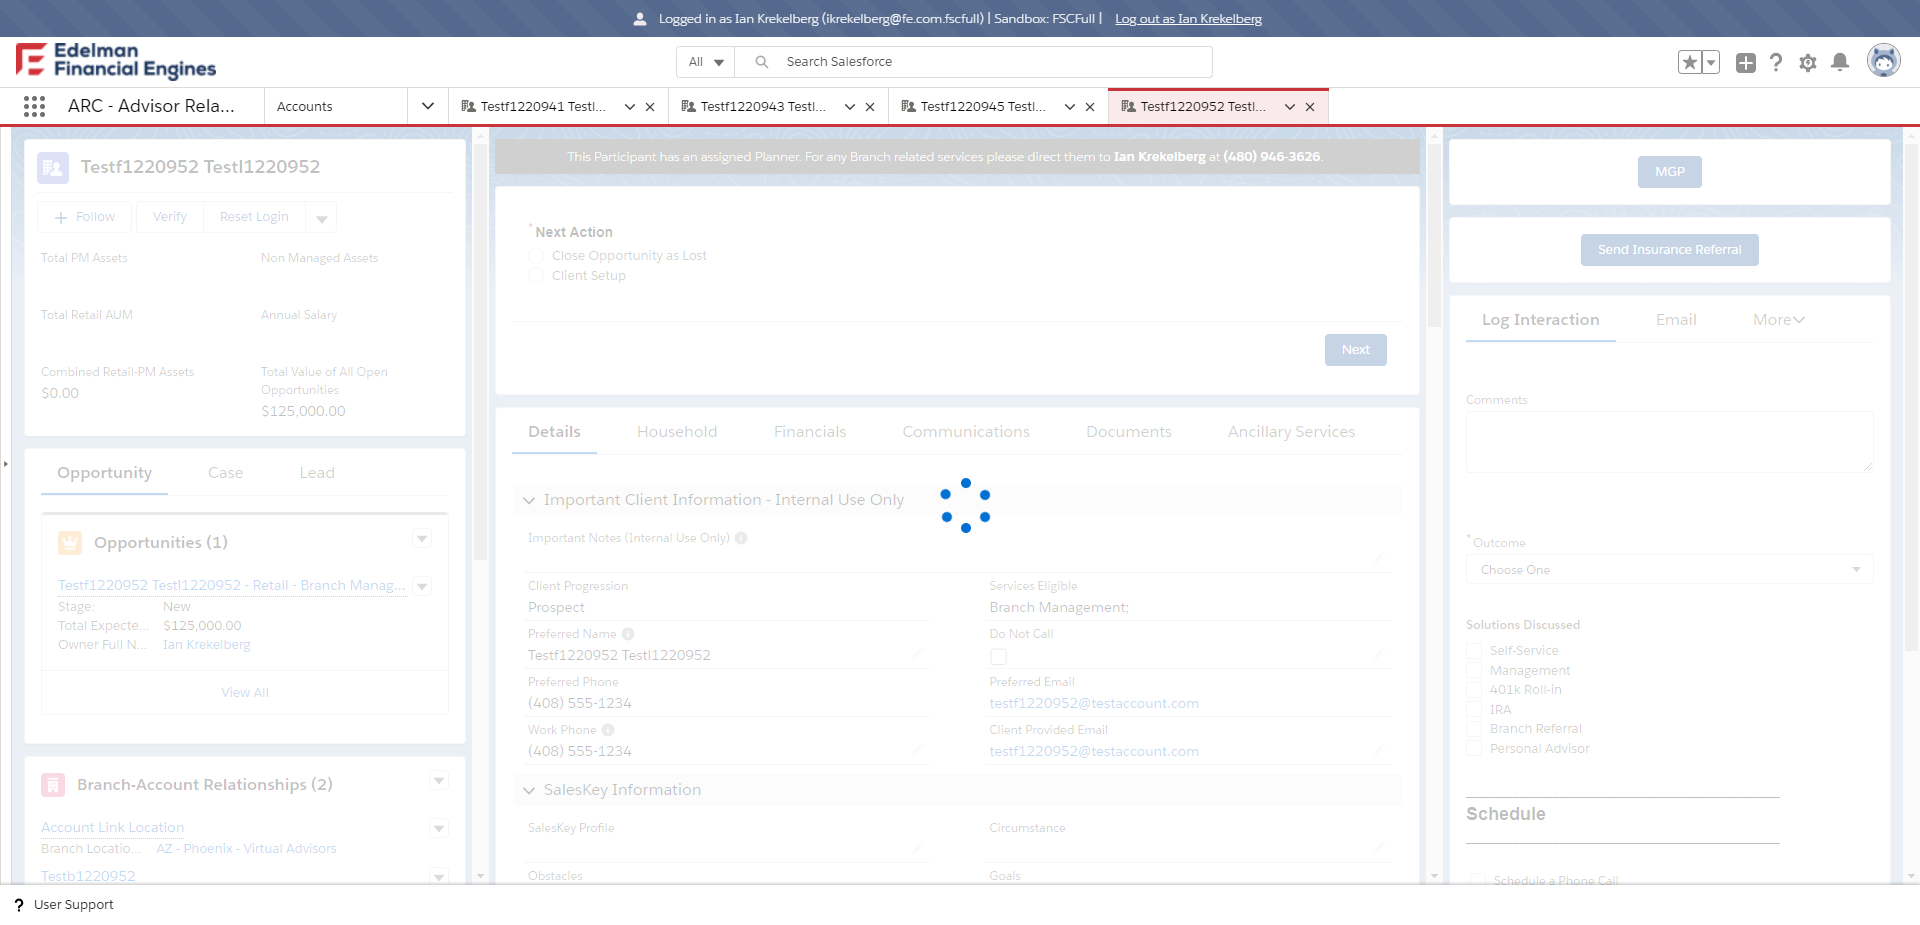 Logged in as Ian Krekelberg (ikrekelberg@fe.com.fscfull) | Sandbox: FSCFull | Log out as Ian Krekelberg
Edelman
Financial Engines
All
Search Salesforce
ARC - Advisor Rela...
Accounts
Testf1220941 Testl...
Testf1220943 Testl...
Testf1220945 Testl...
Testf1220952 Testl...
Testf1220952 Testl1220952
Follow
Verify
Reset Login
Total PM Assets
Non Managed Assets
Total Retail AUM
Annual Salary
Combined Retail-PM Assets
$0.00
Total Value of All Open
Opportunities
$125,000.00
Opportunity
Case
Lead
Opportunities (1)
Testf1220952 Testl1220952 - Retail - Branch Manag...
Stage: New
Total Expecte... $125,000.00
Owner Full N... Ian Krekelberg
View All
Branch-Account Relationships (2)
Account Link Location
Branch Locatio... AZ - Phoenix - Virtual Advisors
Testb1220952
This Participant has an assigned Planner. For any Branch related services please direct them to Ian Krekelberg at (480) 946-3626.
* Next Action
Close Opportunity as Lost
Client Setup
Next
Details
Household
Financials
Communications
Documents
Ancillary Services
Important Client Information - Internal Use Only
Important Notes (Internal Use Only)
Client Progression
Prospect
Services Eligible
Branch Management;
Preferred Name
Testf1220952 Testl1220952
Do Not Call
Preferred Phone
(408) 555-1234
Preferred Email
testf1220952@testaccount.com
Work Phone
(408) 555-1234
Client Provided Email
testf1220952@testaccount.com
SalesKey Information
SalesKey Profile
Circumstance
Obstacles
Goals
MGP
Send Insurance Referral
Log Interaction
Email
More
Comments
* Outcome
Choose One
Solutions Discussed
Self-Service
Management
401k Roll-in
IRA
Branch Referral
Personal Advisor
Schedule
Schedule a Phone Call
? User Support